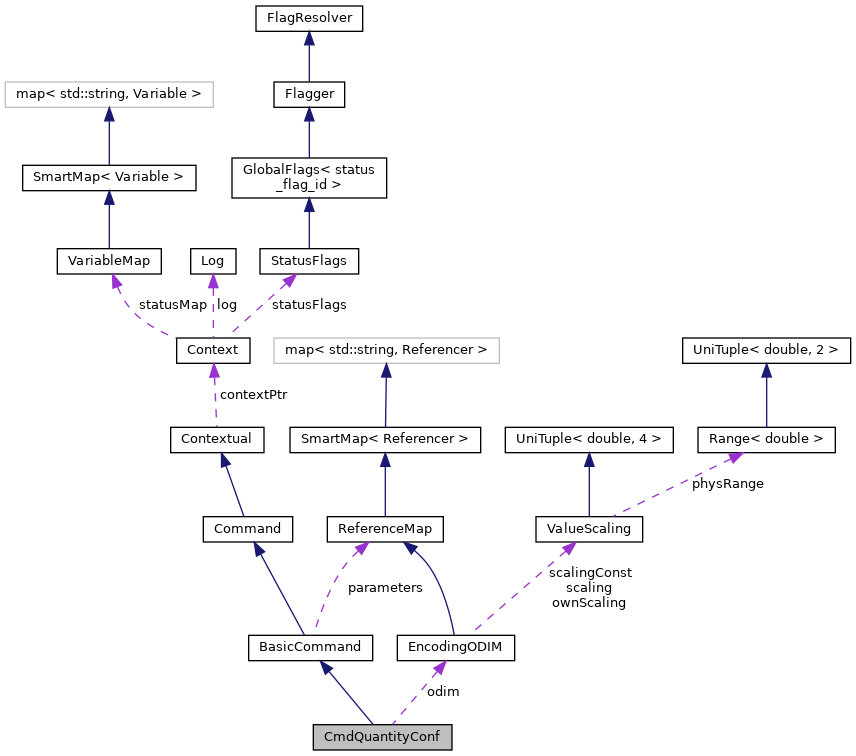 FlagResolver
map< std::string, Variable >
Flagger
SmartMap< Variable >
GlobalFlags< status
_flag_id >
VariableMap
Log
StatusFlags
statusMap
log
statusFlags
Context
map< std::string, Referencer >
UniTuple< double, 2 >
contextPtr
Contextual
SmartMap< Referencer >
UniTuple< double, 4 >
Range< double >
physRange
Command
ReferenceMap
ValueScaling
parameters
scalingConst
scaling
ownScaling
BasicCommand
EncodingODIM
odim
CmdQuantityConf